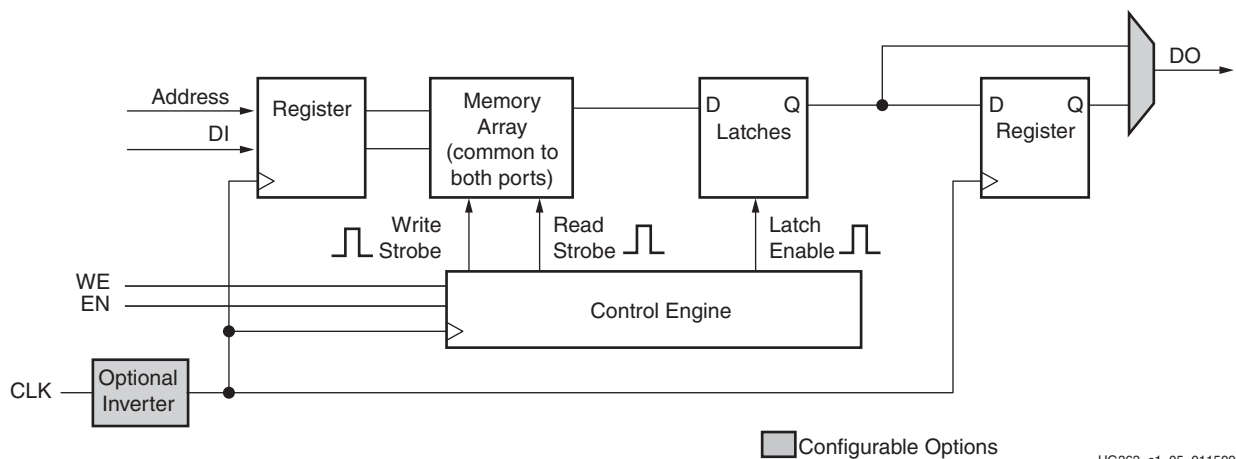 DO
Address
DI
Register
Memory
Array
(common to
both ports)
D Q
Latches
D Q
Register
Write
Strobe
Read
Strobe
Latch
Enable
WE
EN
Control Engine
CLK
Optional
Inverter
Configurable Options